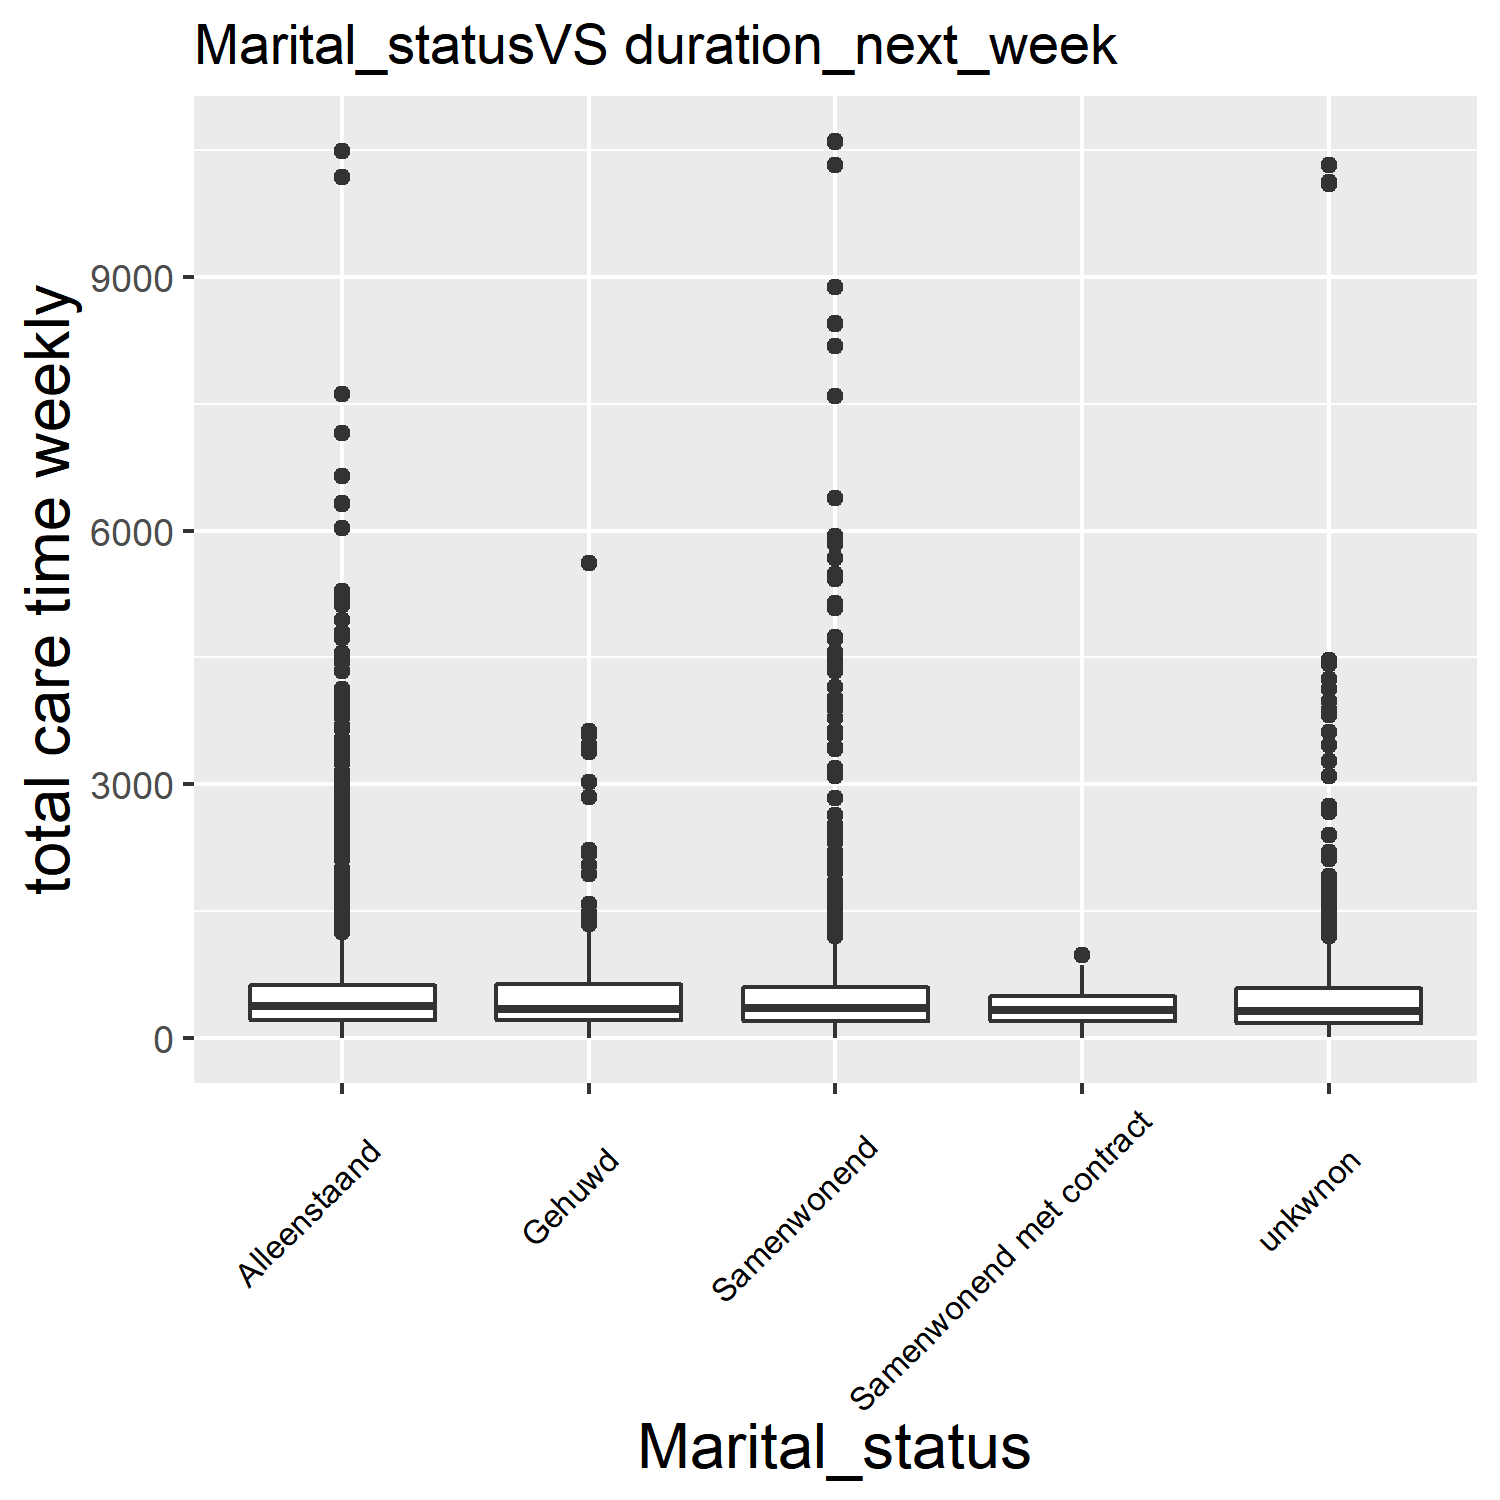 Marital_statusVS duration_next_week
total care time weekly
9000
6000
3000
0
Alleenstaand
Gehuwd
Samenwonend
Samenwonend met contract
unkwnon
Marital_status